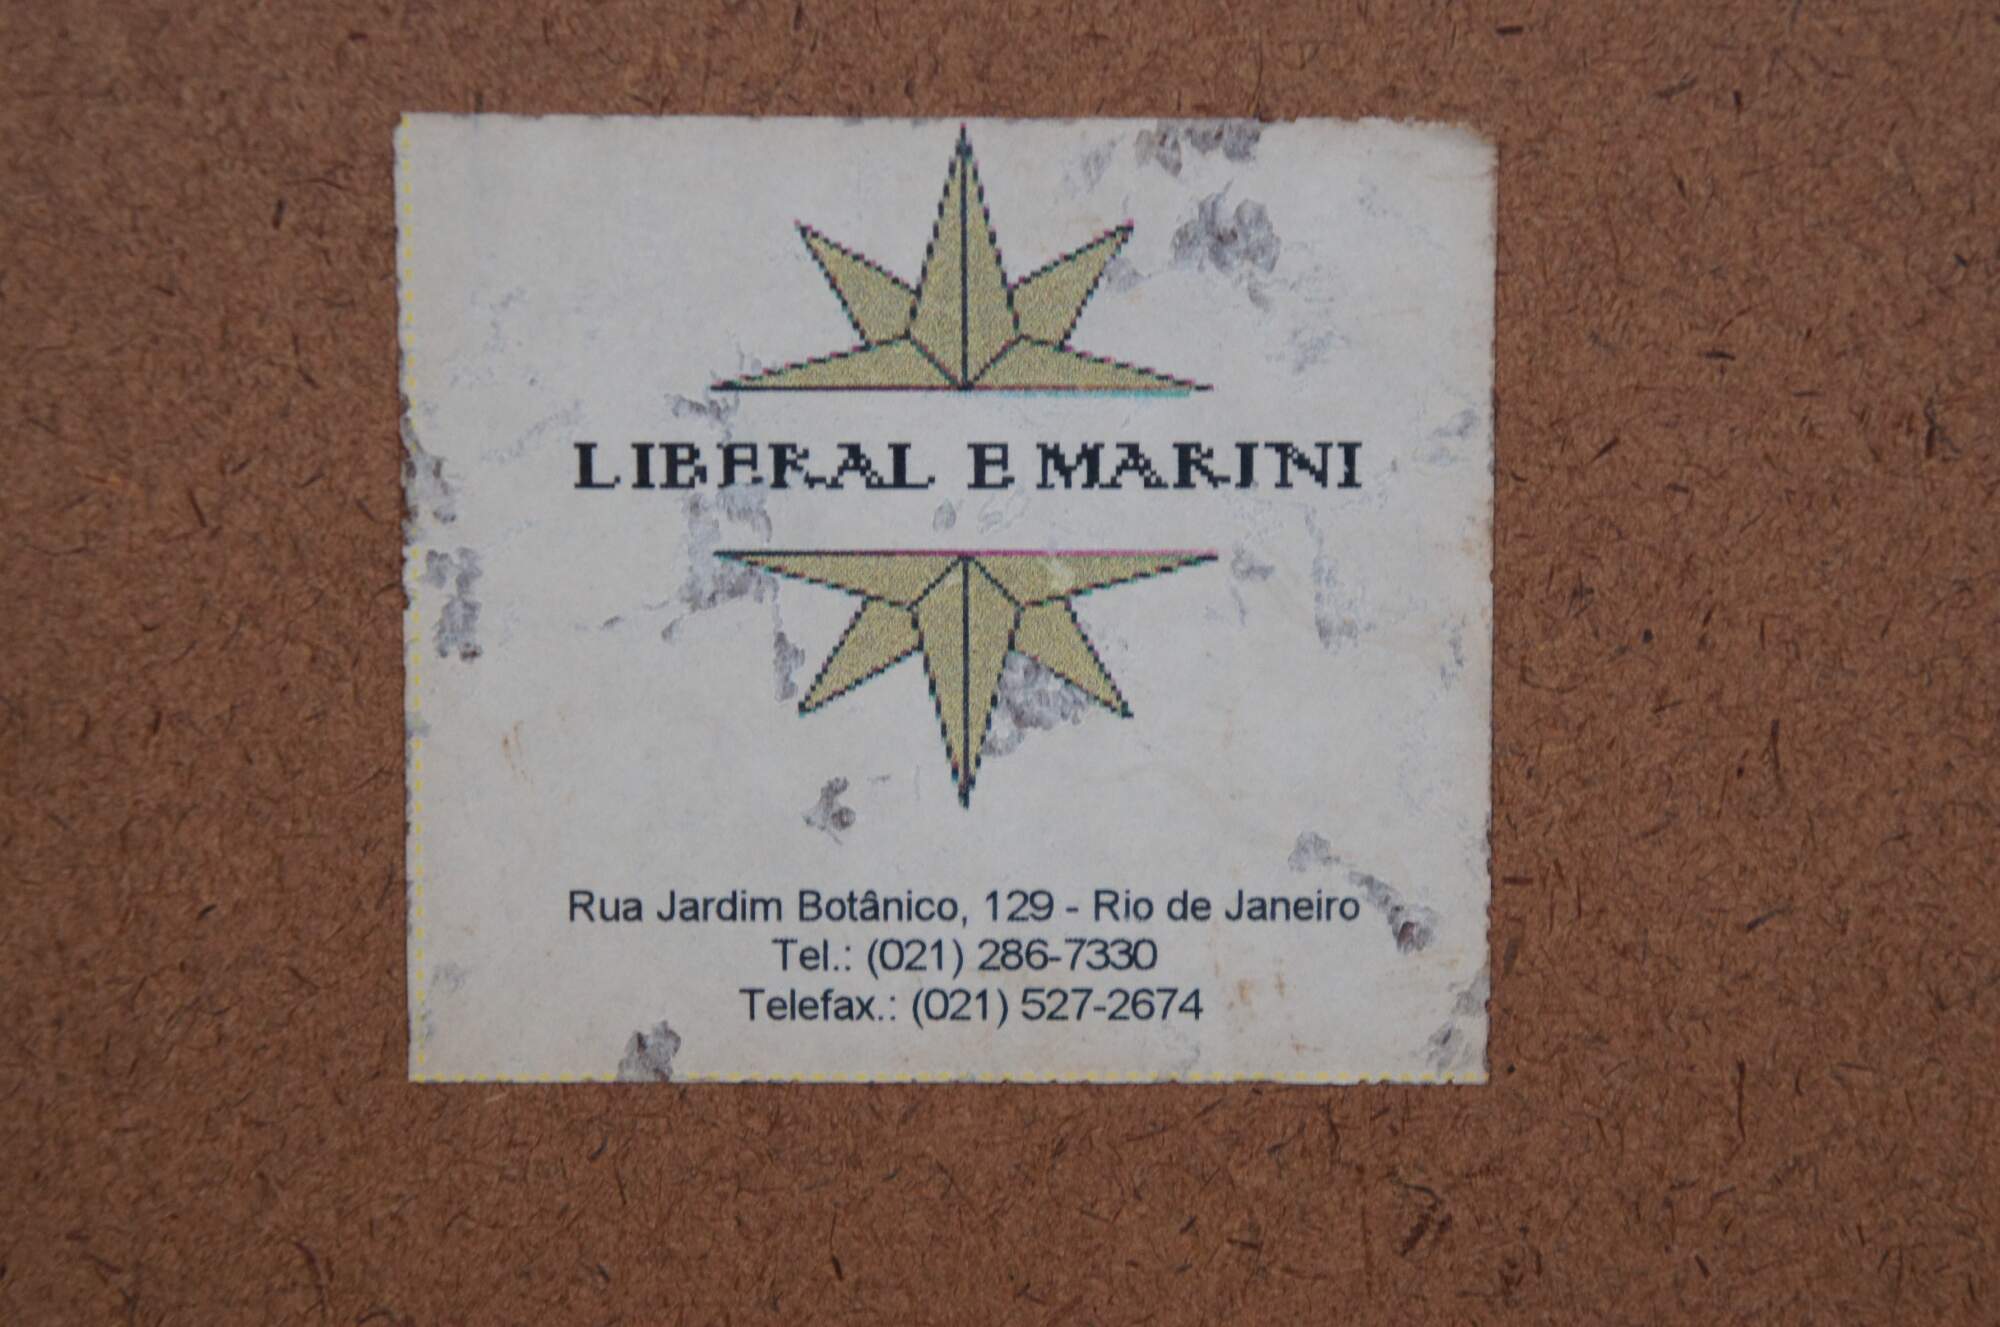 LIBERAL E MARINI
Rua Jardim Botânico, 129 - Rio de Janeiro
Tel.: (021) 286-7330
Telefax.: (021) 527-2674